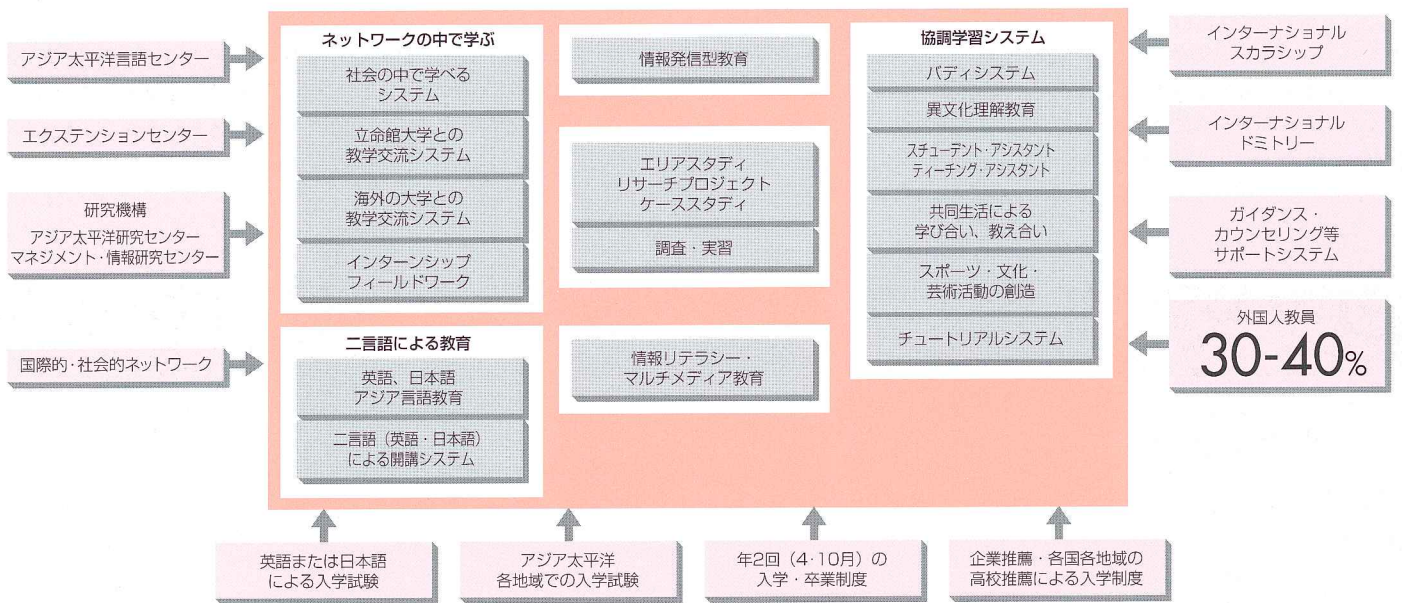 アジア太平洋言語センター
エクステンションセンター
研究機構
アジア太平洋研究センター
マネジメント・情報研究センター
国際的・社会的ネットワーク
ネットワークの中で学ぶ
社会の中で学べる
システム
立命館大学との
教学交流システム
海外の大学との
教学交流システム
インターンシップ
フィールドワーク
二言語による教育
英語、日本語
アジア言語教育
二言語（英語・日本語）
による開講システム
情報発信型教育
エリアスタディ
リサーチプロジェクト
ケーススタディ
調査・実習
情報リテラシー・
マルチメディア教育
協調学習システム
バディシステム
異文化理解教育
スチューデント・アシスタント
ティーチング・アシスタント
共同生活による
学び合い、教え合い
スポーツ・文化・
芸術活動の創造
チュートリアルシステム
インターナショナル
スカラシップ
インターナショナル
ドミトリー
ガイダンス・
カウンセリング等
サポートシステム
外国人教員
30-40%
英語または日本語
による入学試験
アジア太平洋
各地域での入学試験
年2回（4・10月）の
入学・卒業制度
企業推薦・各国各地域の
高校推薦による入学制度